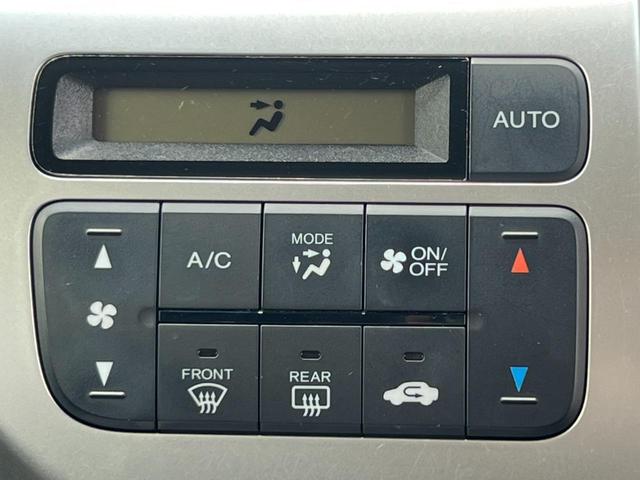 AUTO
A/C
MODE
ON/
OFF
FRONT
REAR